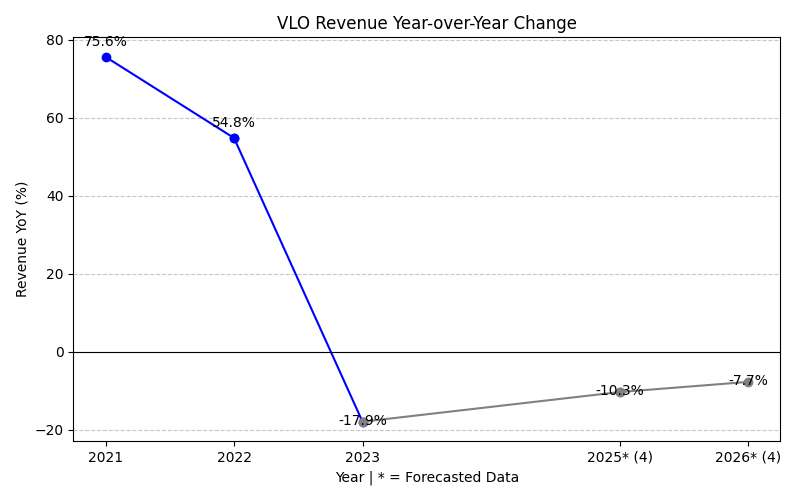 VLO Revenue Year-over-Year Change
Revenue YoY (%)
80
60
40
20
0
−20
75.6%
54.8%
-17.9%
-10.3%
-7.7%
2021 2022 2023 2025* (4) 2026* (4)
Year | * = Forecasted Data